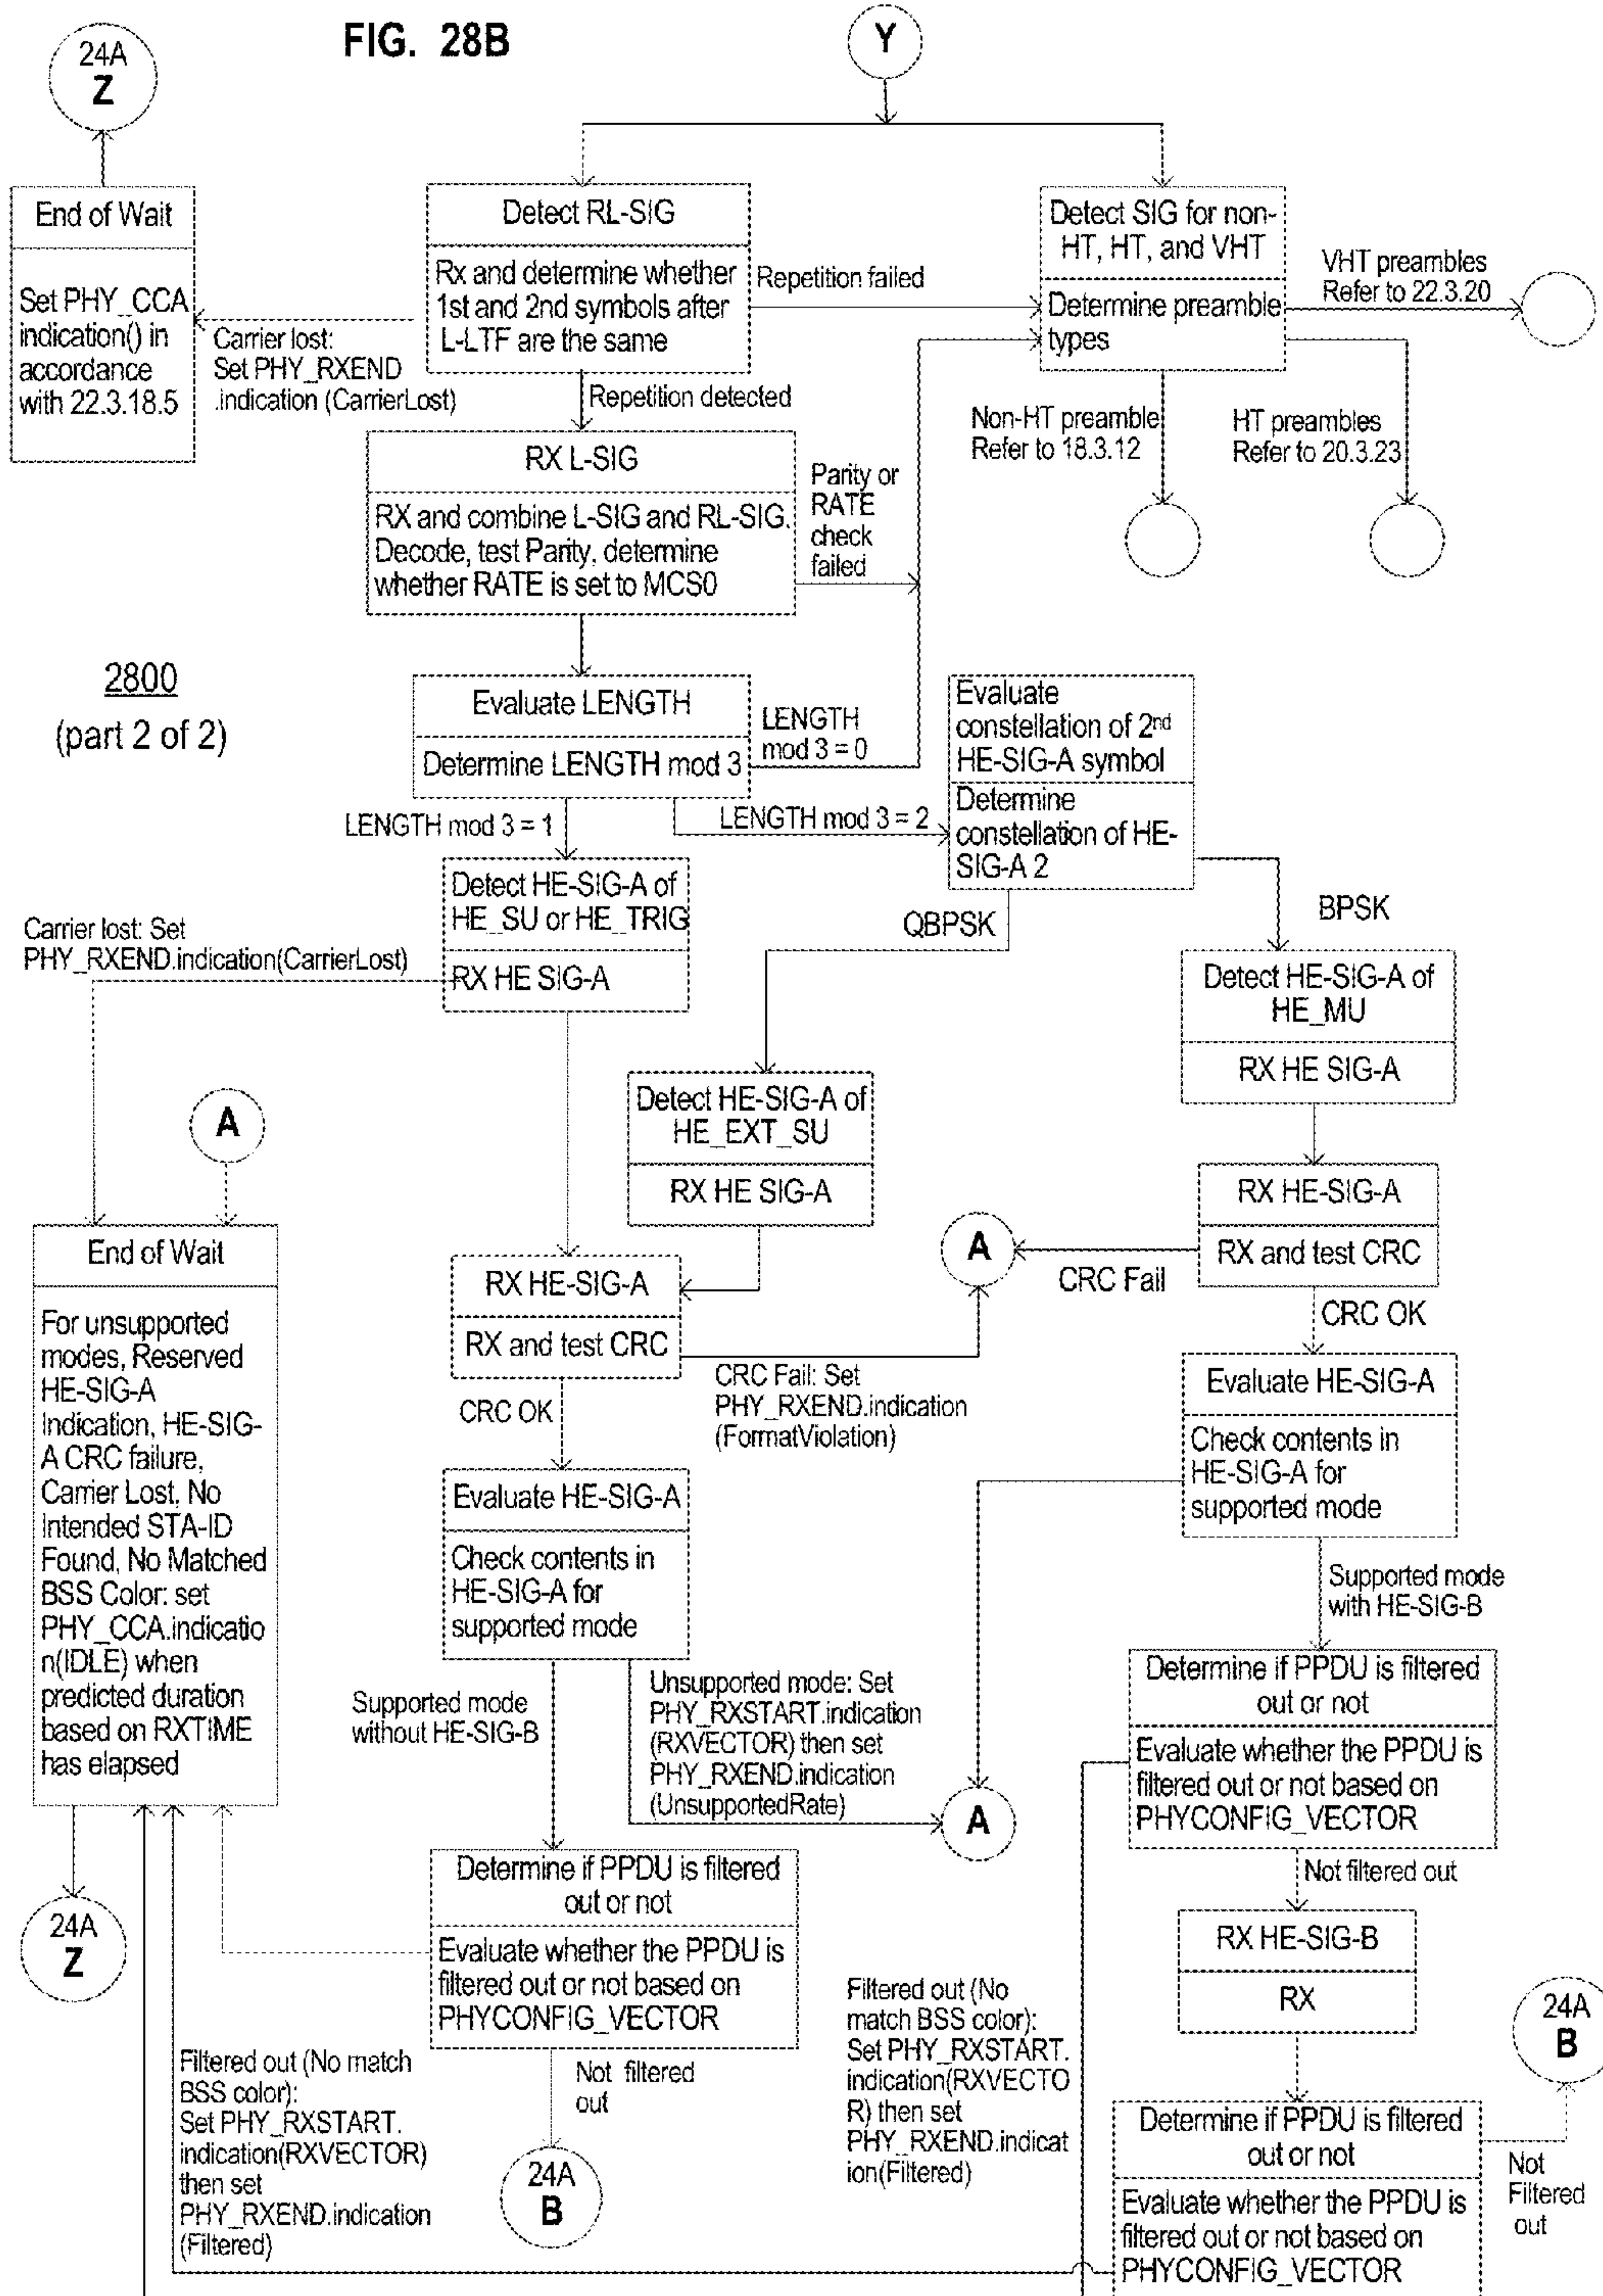 FIG. 28B
24A
Z
Y
End of Wait
Set PHY_CCA
indication() in
accordance
with 22.3.18.5
Carrier lost:
Set PHY_RXEND
.indication (CarrierLost)
Detect RL-SIG
Rx and determine whether
1st and 2nd symbols after
L-LTF are the same
Repetition failed
Repetition detected
Detect SIG for non-
HT, HT, and VHT
Determine preamble
types
VHT preambles
Refer to 22.3.20
Non-HT preamble
Refer to 18.3.12
HT preambles
Refer to 20.3.23
RX L-SIG
RX and combine L-SIG and RL-SIG.
Decode, test Parity, determine
whether RATE is set to MCS0
Parity or
RATE
check
failed
2800
(part 2 of 2)
Evaluate LENGTH
Determine LENGTH mod 3
LENGTH
mod 3 = 0
LENGTH mod 3 = 1
LENGTH mod 3 = 2
Evaluate
constellation of 2nd
HE-SIG-A symbol
Determine
constellation of HE-
SIG-A 2
QBPSK
BPSK
Detect HE-SIG-A of
HE_SU or HE_TRIG
RX HE SIG-A
Carrier lost: Set
PHY_RXEND.indication(CarrierLost)
Detect HE-SIG-A of
HE_MU
RX HE SIG-A
Detect HE-SIG-A of
HE_EXT_SU
RX HE SIG-A
A
RX HE-SIG-A
RX and test CRC
CRC Fail
CRC OK
A
End of Wait
For unsupported
modes, Reserved
HE-SIG-A
Indication, HE-SIG-
A CRC failure,
Carrier Lost, No
Intended STA-ID
Found, No Matched
BSS Color: set
PHY_CCA.indicatio
n(IDLE) when
predicted duration
based on RXTIME
has elapsed
RX HE-SIG-A
RX and test CRC
CRC OK
CRC Fail: Set
PHY_RXEND.indication
(FormatViolation)
Evaluate HE-SIG-A
Check contents in
HE-SIG-A for
supported mode
Evaluate HE-SIG-A
Check contents in
HE-SIG-A for
supported mode
Supported mode
with HE-SIG-B
Supported mode
without HE-SIG-B
Unsupported mode: Set
PHY_RXSTART.indication
(RXVECTOR) then set
PHY_RXEND.indication
(UnsupportedRate)
A
Determine if PPDU is filtered
out or not
Evaluate whether the PPDU is
filtered out or not based on
PHYCONFIG_VECTOR
Not filtered out
24A
Z
Determine if PPDU is filtered
out or not
Evaluate whether the PPDU is
filtered out or not based on
PHYCONFIG_VECTOR
RX HE-SIG-B
RX
24A
B
Filtered out (No match
BSS color):
Set PHY_RXSTART.
indication(RXVECTOR)
then set
PHY_RXEND.indication
(Filtered)
Not filtered
out
24A
B
Filtered out (No
match BSS color):
Set PHY_RXSTART.
indication(RXVECTO
R) then set
PHY_RXEND.indicat
ion(Filtered)
Determine if PPDU is filtered
out or not
Evaluate whether the PPDU is
filtered out or not based on
PHYCONFIG_VECTOR
Not
Filtered
out